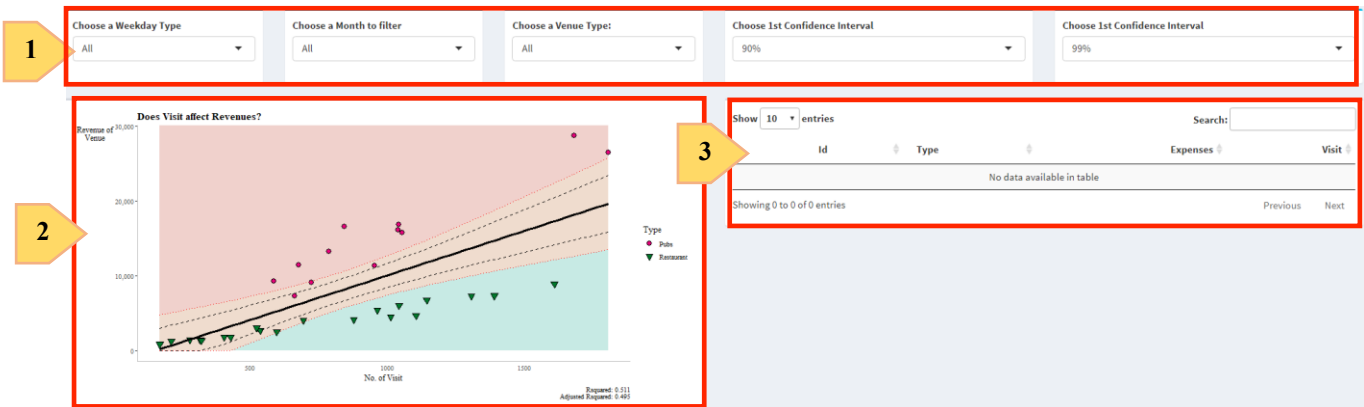 Choose a Weekday Type
All
Choose a Month to filter
All
Choose a Venue Type:
All
Choose 1st Confidence Interval
90%
Choose 1st Confidence Interval
99%
1
2
Does Visit affect Revenues?
Revenue of
Venue
30,000
20,000
10,000
0
500 1000 1500
No. of Visit
Type
Pubs
Restaurant
Rsquared: 0.511
Adjusted Rsquared: 0.495
3
Show 10 entries Search:
Id Type Expenses Visit
No data available in table
Showing 0 to 0 of 0 entries Previous Next